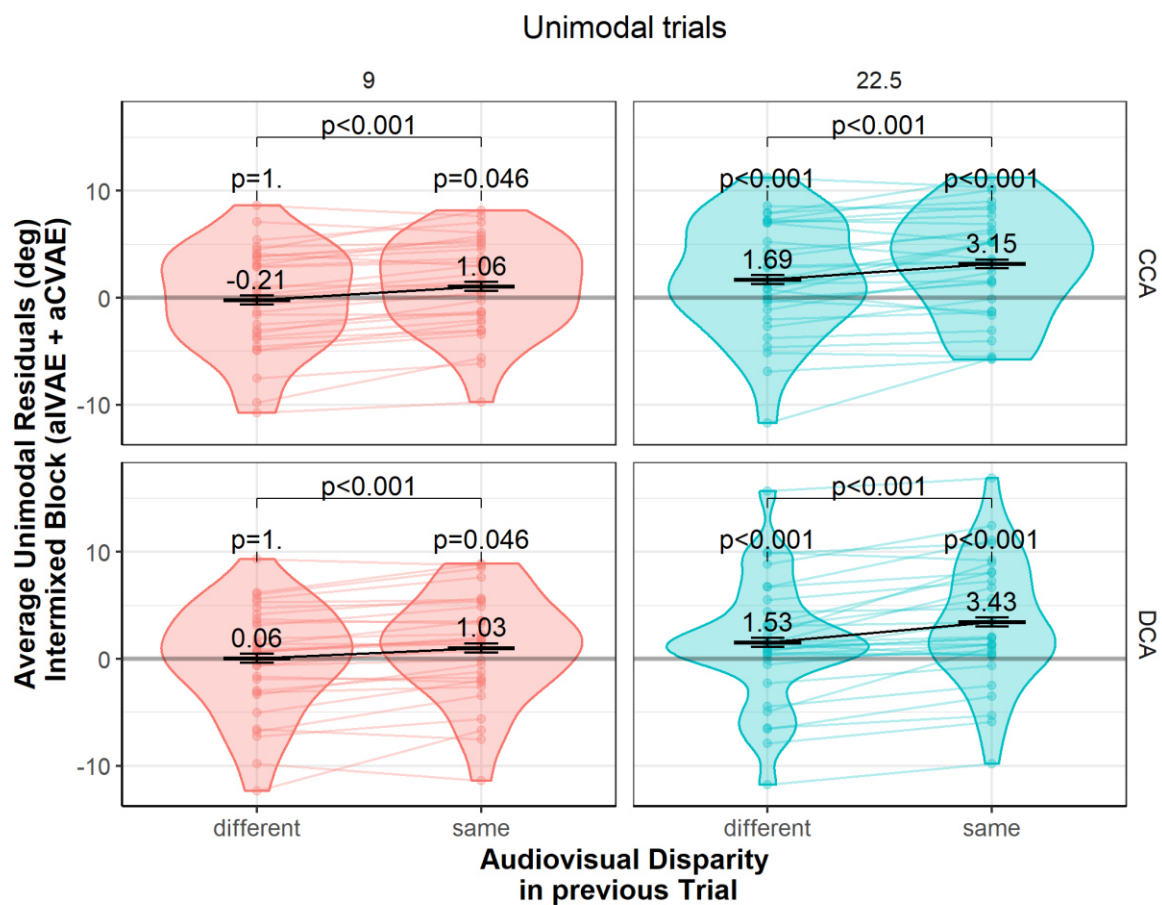 Unimodal trials
9
22.5
Average Unimodal Residuals (deg)
Intermixed Block (aIVAE + aCVAE)
10
0
-10
p<0.001
p=1.
p=0.046
-0.21
1.06
p<0.001
p<0.001
p<0.001
1.69
3.15
CCA
10
0
-10
p<0.001
p=1.
p=0.046
0.06
1.03
p<0.001
p<0.001
p<0.001
1.53
3.43
DCA
different
same
different
same
Audiovisual Disparity
in previous Trial